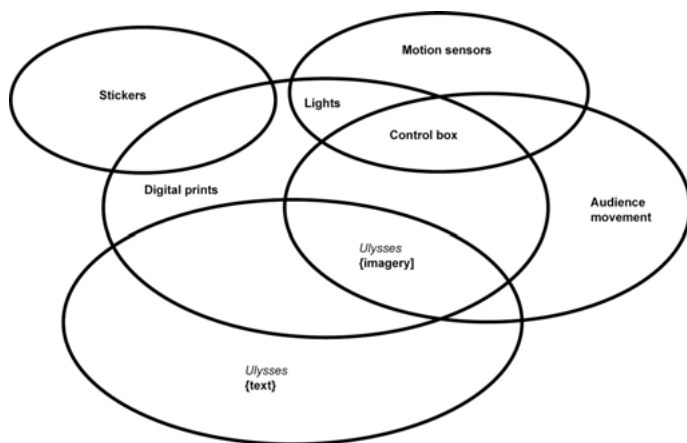 Motion sensors
Stickers
Lights
Control box
Digital prints
Audience
movement
Ulysses
{imagery]
Ulysses
{text}